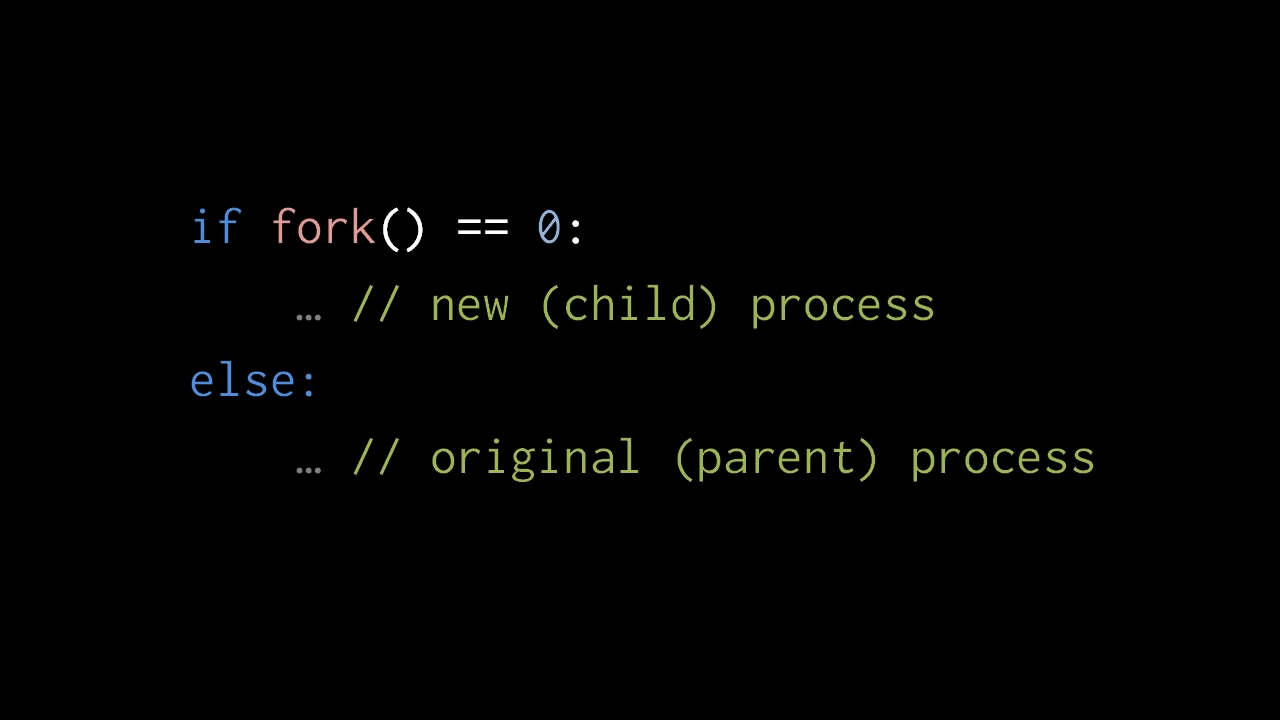 if fork() == 0:
… // new (child) process
else:
… // original (parent) process